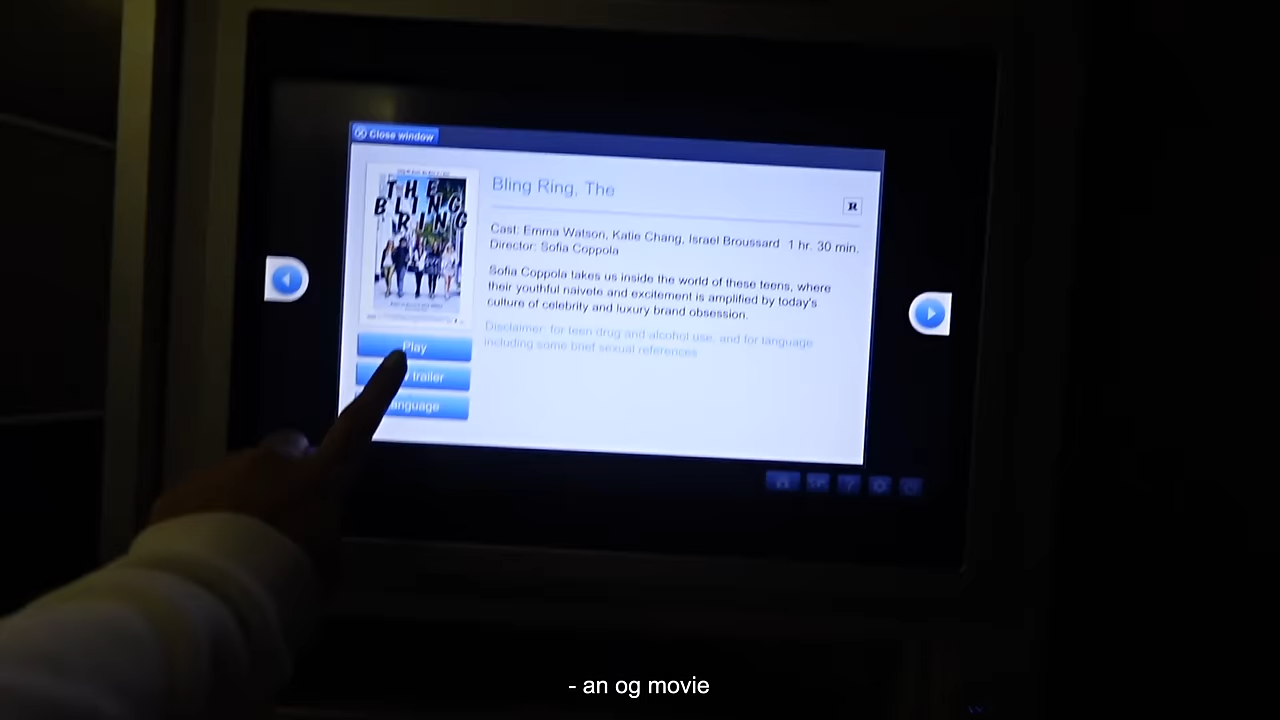 Close window
THE
BLING
RING
Bling Ring, The
R
Cast: Emma Watson, Katie Chang, Israel Broussard 1 hr. 30 min.
Director: Sofia Coppola
Sofia Coppola takes us inside the world of these teens, where
their youthful naivete and excitement is amplified by today's
culture of celebrity and luxury brand obsession.
Disclaimer: for teen drug and alcohol use, and for language
including some brief sexual references
Play
trailer
anguage
?
- an og movie